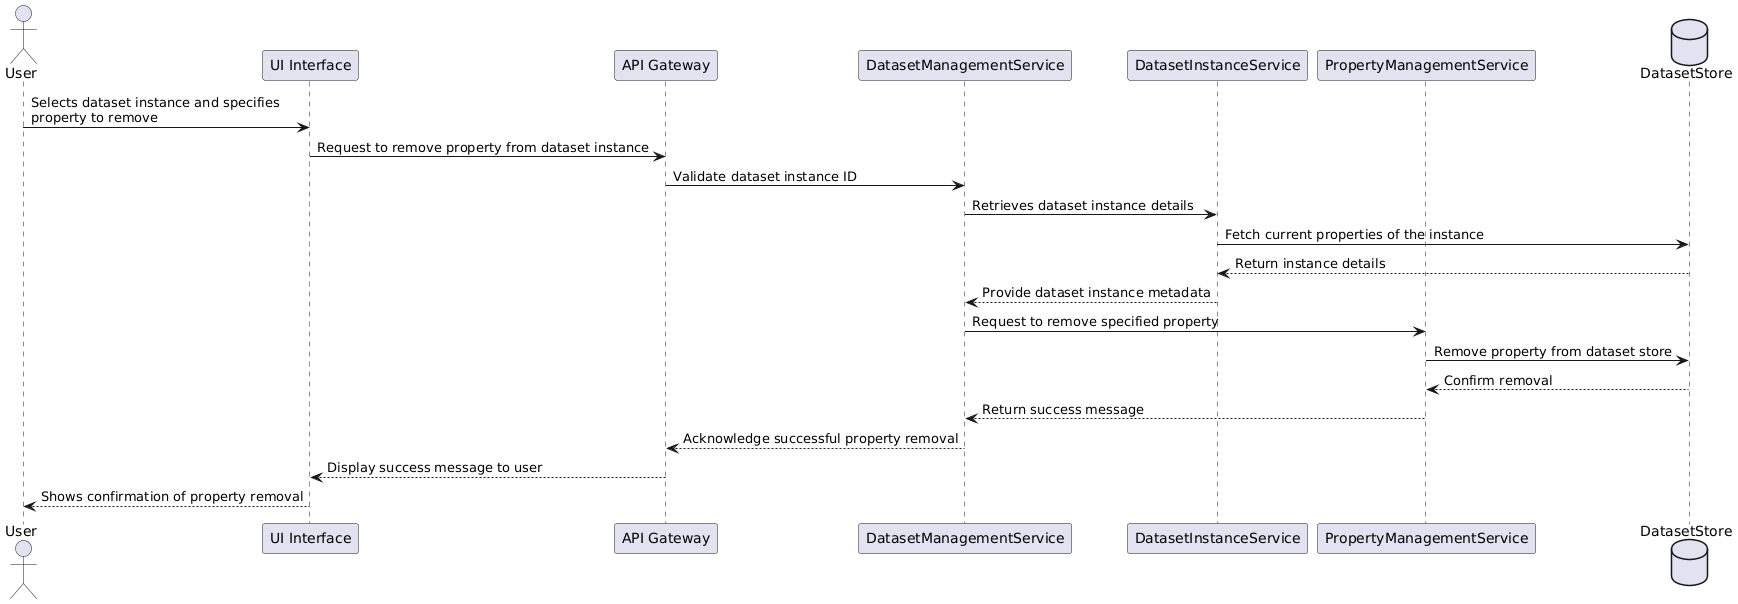 User
UI Interface
API Gateway
DatasetManagementService
DatasetInstanceService
PropertyManagementService
DatasetStore
Selects dataset instance and specifies
property to remove
Request to remove property from dataset instance
Validate dataset instance ID
Retrieves dataset instance details
Fetch current properties of the instance
Return instance details
Provide dataset instance metadata
Request to remove specified property
Remove property from dataset store
Confirm removal
Return success message
Acknowledge successful property removal
Display success message to user
Shows confirmation of property removal
User
UI Interface
API Gateway
DatasetManagementService
DatasetInstanceService
PropertyManagementService
DatasetStore